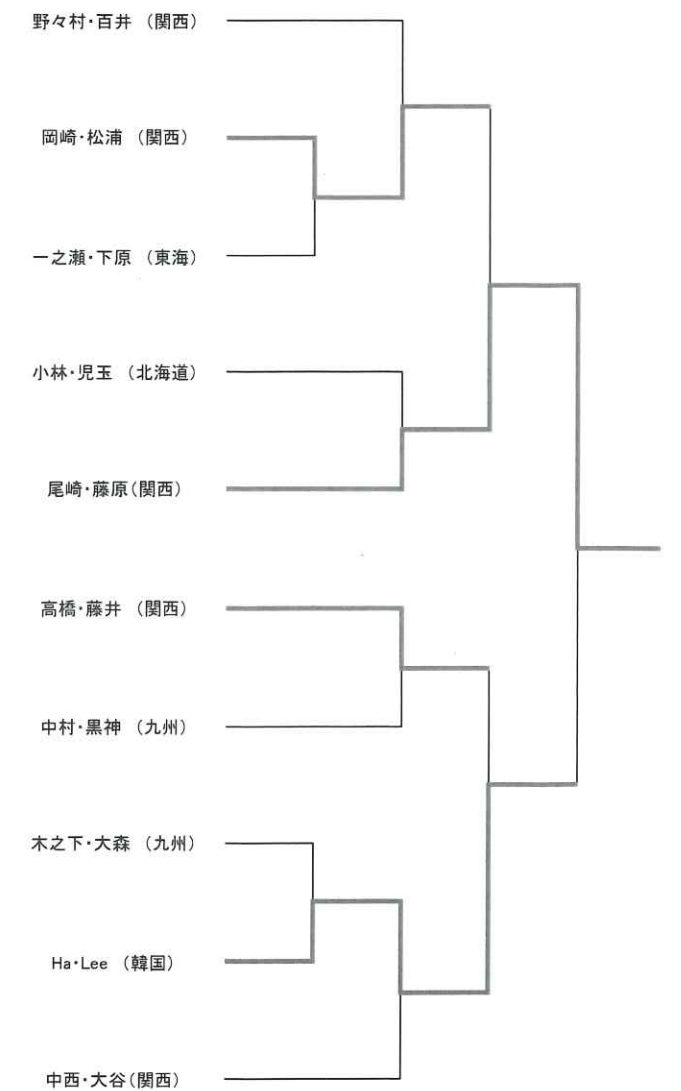 野々村・百井 （関西）
岡崎・松浦 （関西）
一之瀬・下原 （東海）
小林・児玉 （北海道）
尾崎・藤原(関西)
高橋・藤井 （関西）
中村・黒神 （九州）
木之下・大森 （九州）
Ha・Lee （韓国）
中西・大谷(関西)